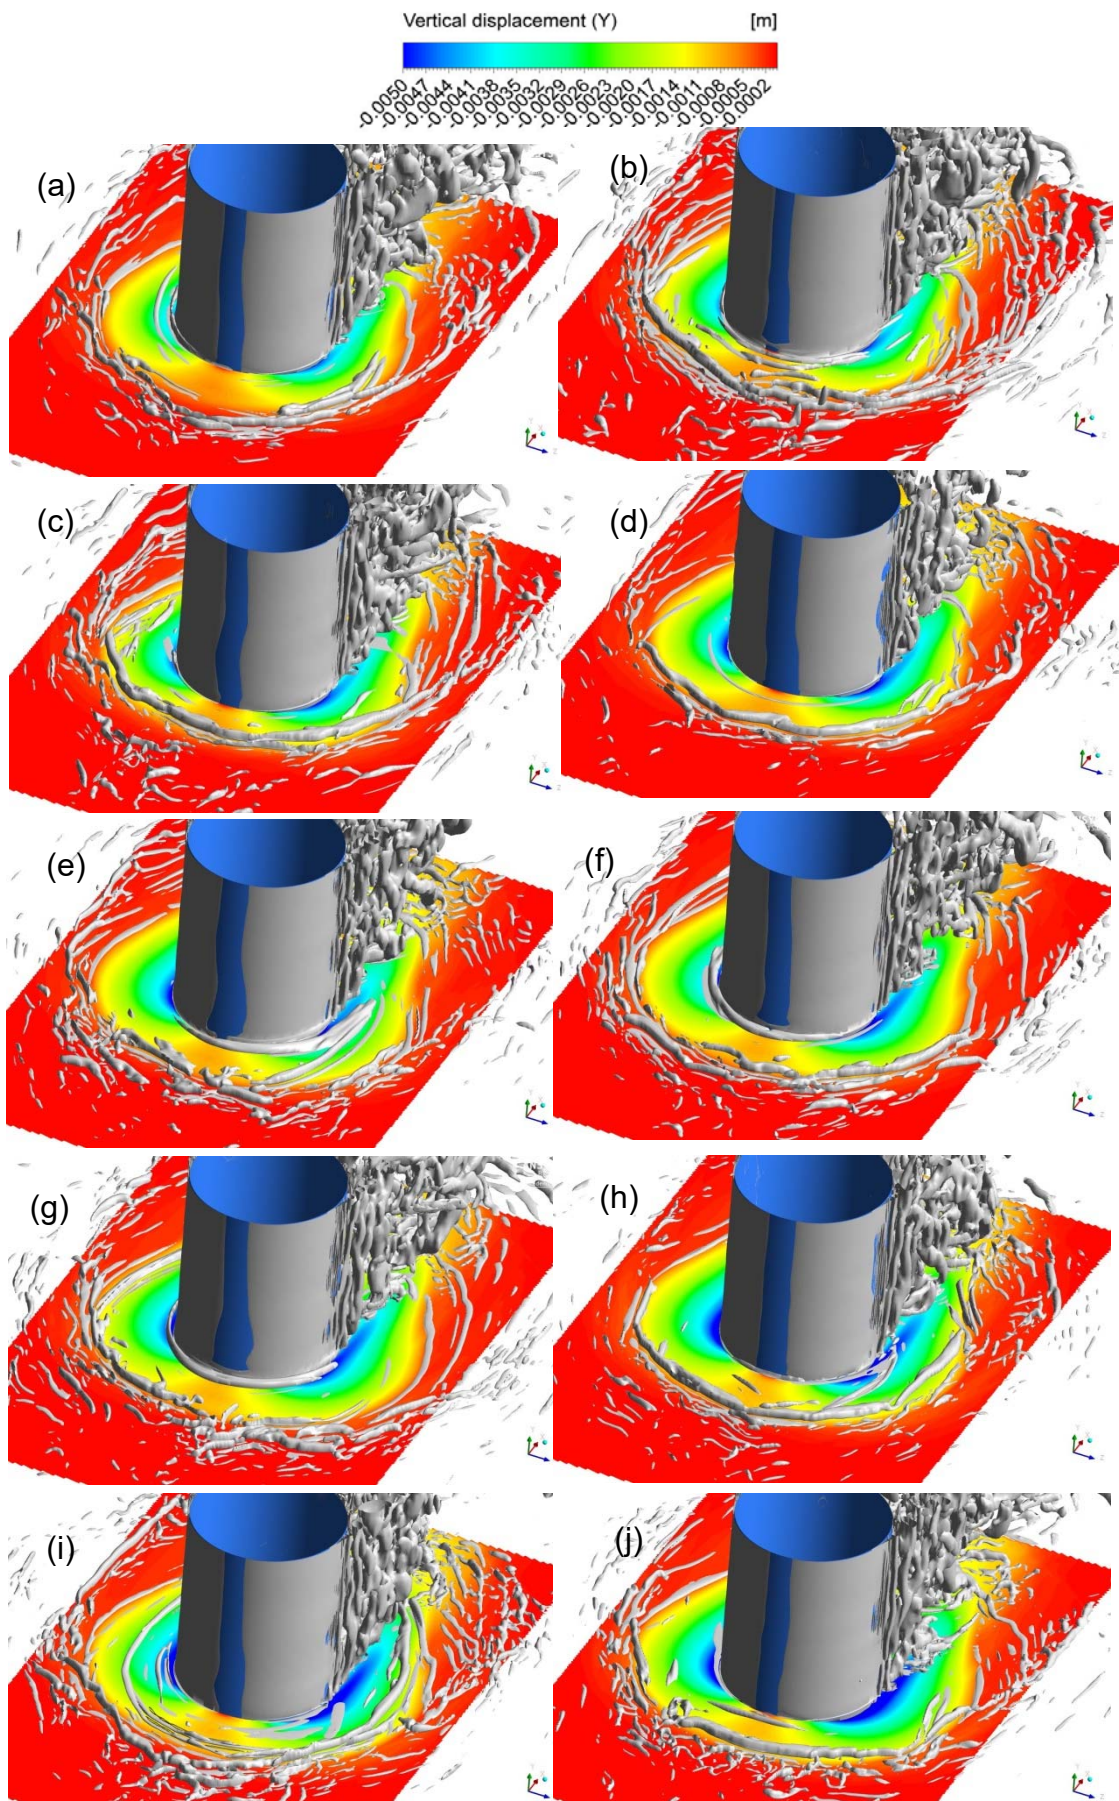 Vertical displacement (Y) [m]
-0.0050 -0.0047 -0.0044 -0.0041 -0.0038 -0.0035 -0.0032 -0.0029 -0.0026 -0.0023 -0.0020 -0.0017 -0.0014 -0.0011 -0.0008 -0.0005 -0.0002
(a) (b)
(c) (d)
(e) (f)
(g) (h)
(i) (j)